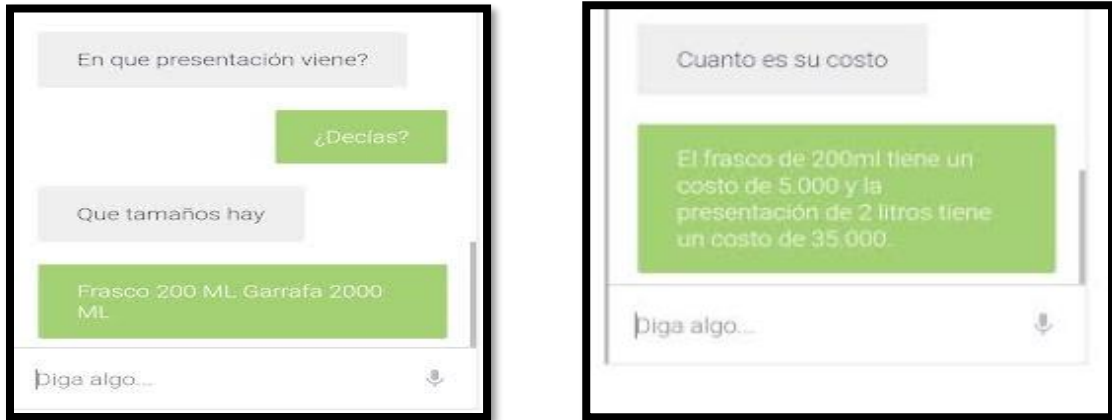 En que presentación viene?
¿Decías?
Que tamaños hay
Frasco 200 ML Garrafa 2000
ML
Diga algo...
Cuanto es su costo
El frasco de 200ml tiene un
costo de 5.000 y la
presentación de 2 litros tiene
un costo de 35.000.
Diga algo...